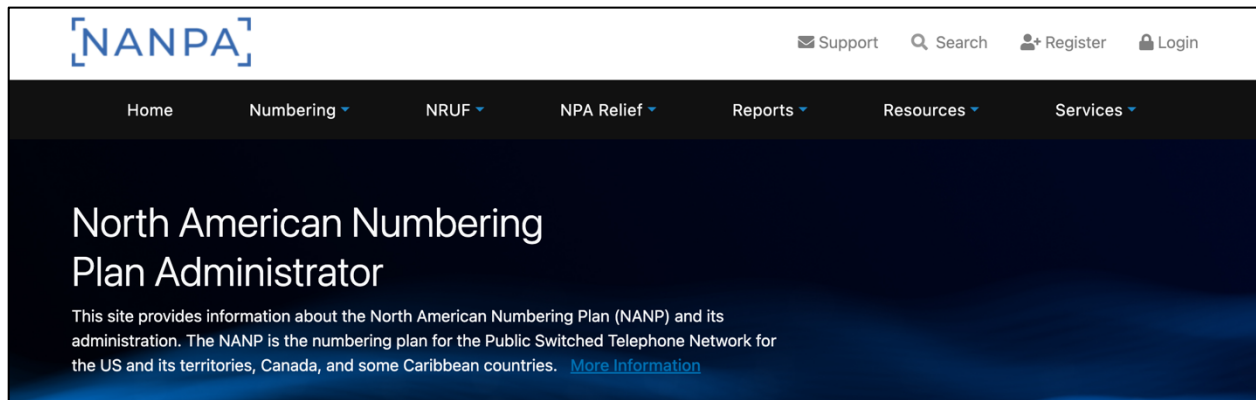 NANPA
Support Search Register Login
Home Numbering NRUF NPA Relief Reports Resources Services
North American Numbering
Plan Administrator
This site provides information about the North American Numbering Plan (NANP) and its
administration. The NANP is the numbering plan for the Public Switched Telephone Network for
the US and its territories, Canada, and some Caribbean countries. More Information